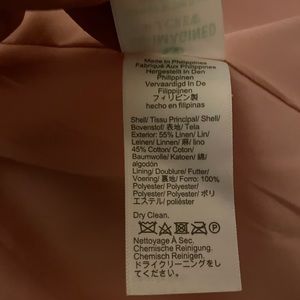 REIMAGINED
Made in Philippines
Fabriqué Aux Philippines
Hergestellt In Den
Philippinen
Vervaardigd In De
Filippijnen
フィリピン製
hecho en filipinas
Shell/Tissu Principal/ Shell/
Bovenstof/ 表地/ Tela
Exterior: 55% Linen/ Lin/
Leinen/ Linnen/ 麻/ lino
45% Cotton/ Coton/
Baumwolle/ Katoen/ 綿/
algodón
Lining/ Doublure/ Futter/
Voering/ 裏地/ Forro: 100%
Polyester/ Polyester/
Polyester/ Polyester/ ポリ
エステル/ poliéster
Dry Clean.
Nettoyage À Sec.
Chemische Reinigung.
Chemisch Reinigen.
ドライクリーニングをし
てください。